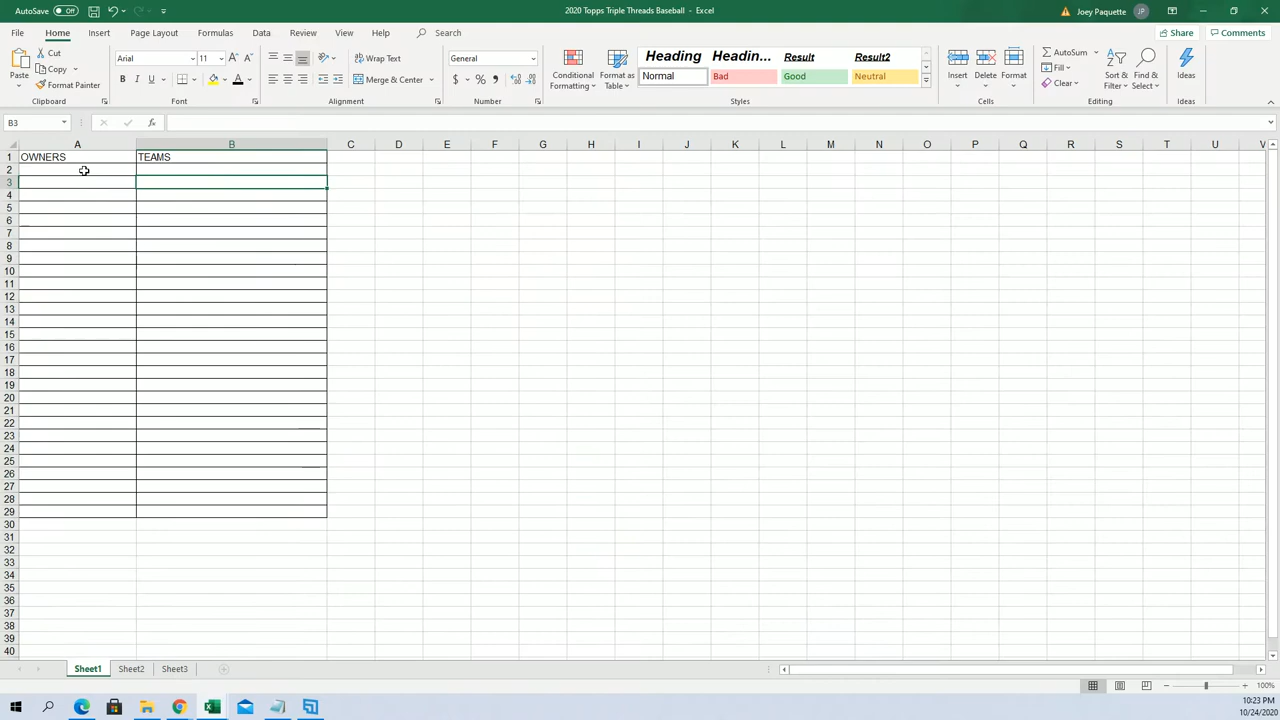 AutoSave Off 2020 Topps Triple Threads Baseball - Excel Joey Paquette JP
File Home Insert Page Layout Formulas Data Review View Help Search Share Comments
Paste Cut Copy Format Painter Clipboard
Arial 11 A A B I U A Font
ab Wrap Text Merge & Center Alignment
General $ % , Number
Conditional Formatting Format as Table
Heading Headin... Result Result2
Normal Bad Good Neutral
Styles
Insert Delete Format Cells
AutoSum Fill Clear Sort & Filter Find & Select Editing
Ideas Ideas
B3 fx
A B C D E F G H I J K L M N O P Q R S T U V
1 OWNERS TEAMS
2
3
4
5
6
7
8
9
10
11
12
13
14
15
16
17
18
19
20
21
22
23
24
25
26
27
28
29
30
31
32
33
34
35
36
37
38
39
40
Sheet1 Sheet2 Sheet3
100%
10:23 PM
10/24/2020